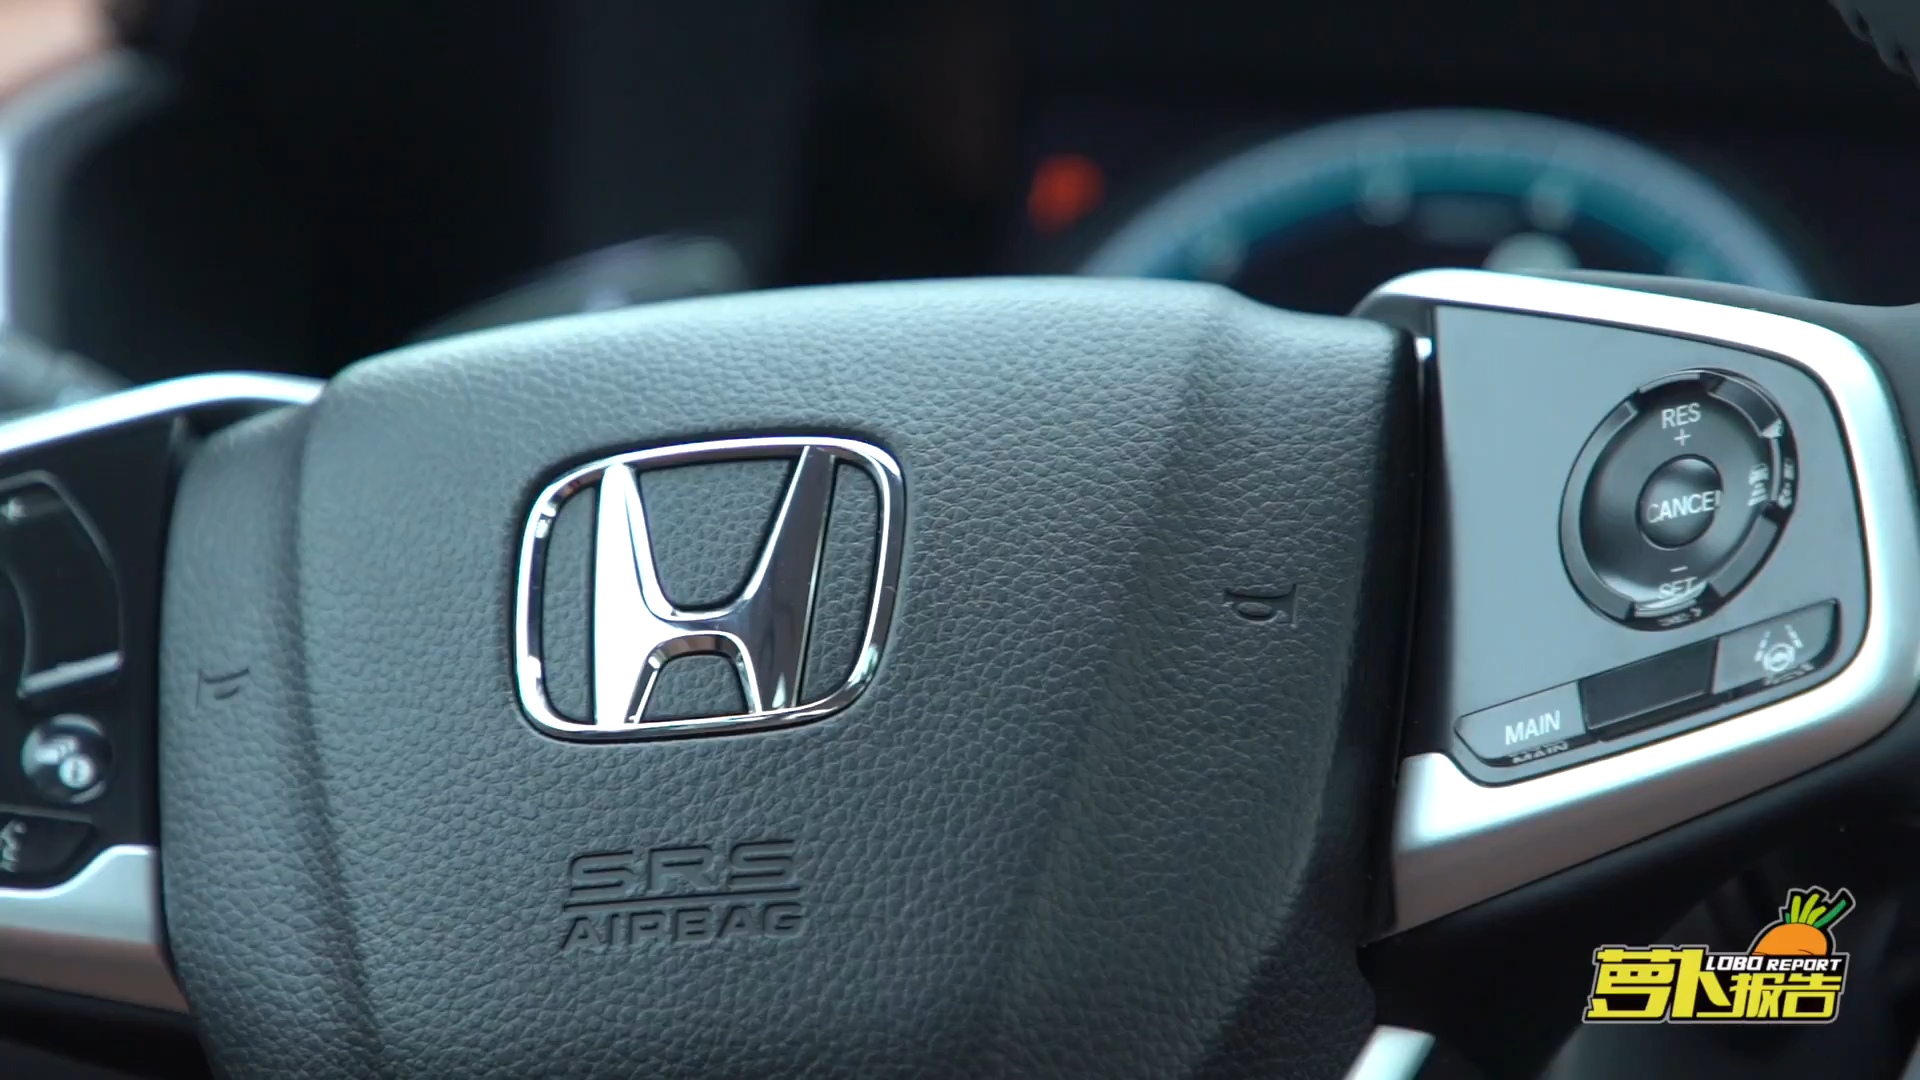 RES
+
CANCEL
−
SET
MAIN
SRS
AIRBAG
LOBO REPORT
萝卜报告